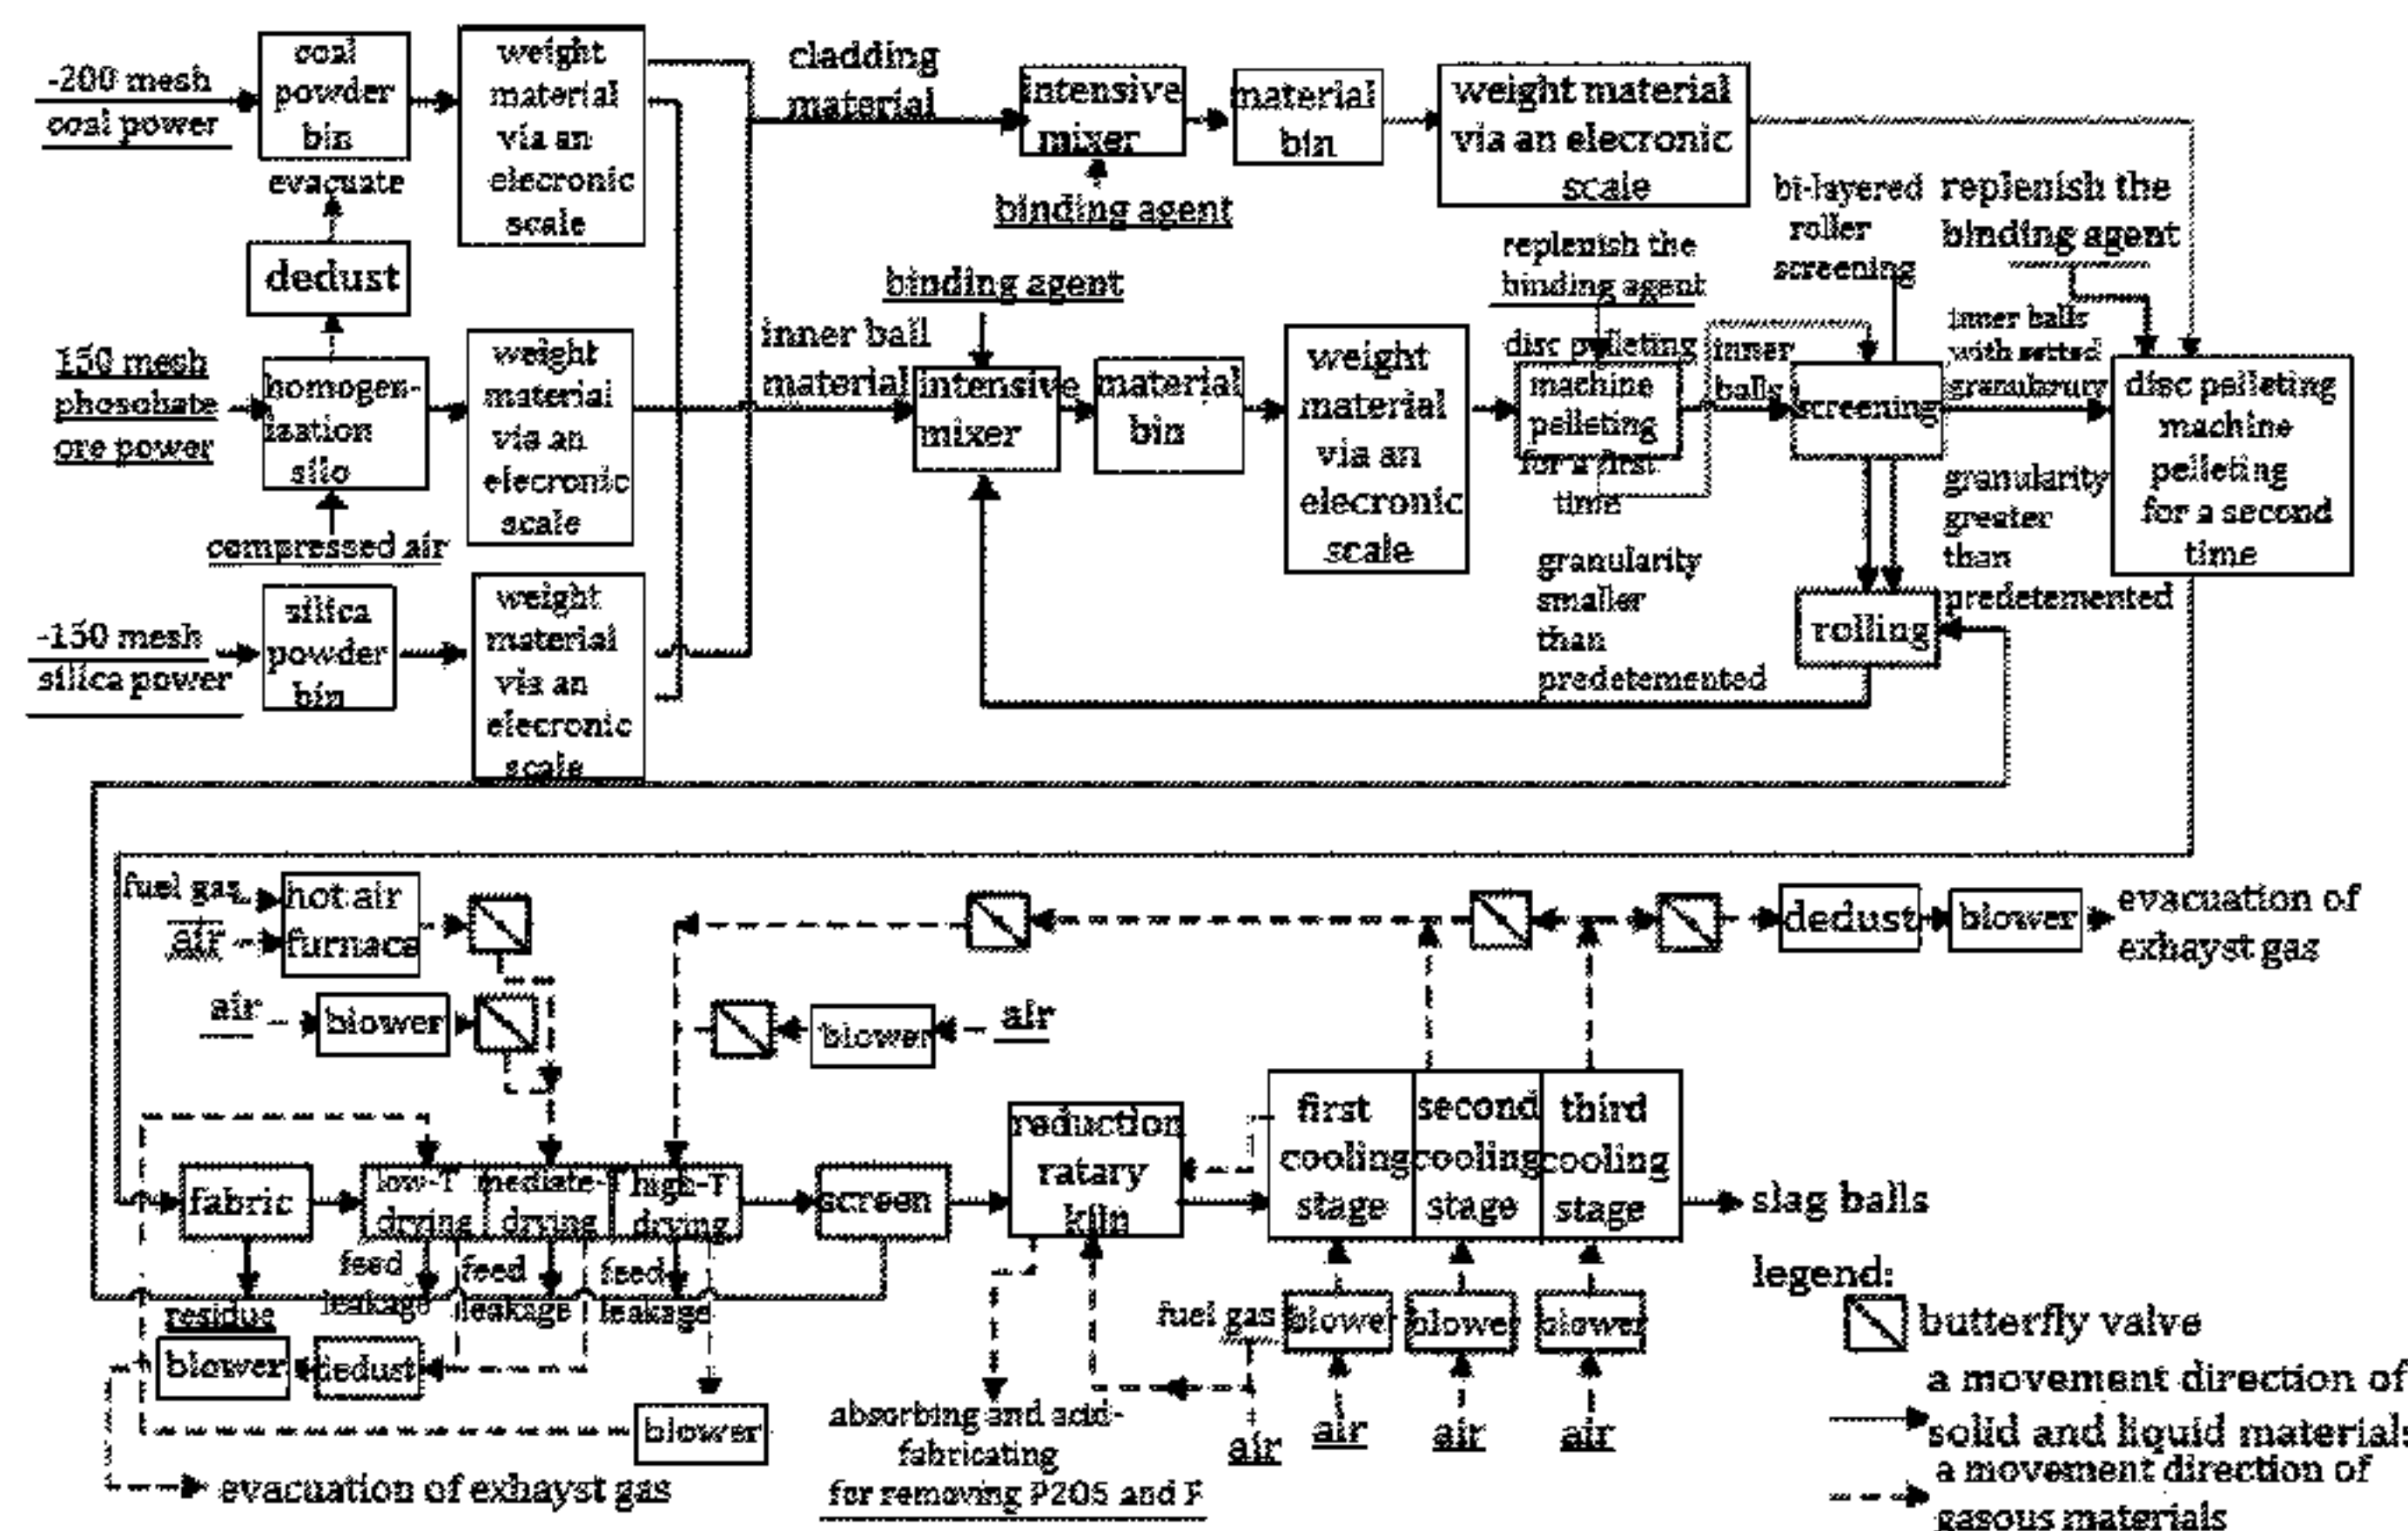 -200 mesh
coal power
coal
powder
bin
weight
material
via an
elecronic
scale
cladding
material
intensive
mixer
binding agent
material
bin
weight material
via an elecronic
scale
evacuate
dedust
150 mesh
phosohate
ore power
homogen-
ization
silo
compressed air
weight
material
via an
elecronic
scale
inner ball
material
binding agent
intensive
mixer
material
bin
weight
material
via an
elecronic
scale
replenish the
binding agent
disc pelleting
machine
pelleting
for a first
time
inner
balls
bi-layered
roller
screening
screening
replenish the
binding agent
inner balls
with setted
granularury
disc pelleting
machine
pelleting
for a second
time
granularity
smaller
than
predetemented
granularity
greater
than
predetemented
rolling
-150 mesh
silica power
silica
powder
bin
weight
material
via an
elecronic
scale
fuel gas
air
hot air
furnace
air
blower
blower
air
dedust
blower
evacuation of
exhayst gas
fabric
low-T
drying
mediate-T
drying
high-T
drying
screen
reduction
ratary
kiln
first
cooling
stage
second
cooling
stage
third
cooling
stage
slag balls
residue
feed
leakage
feed
leakage
feed
leakage
blower
dedust
blower
evacuation of exhayst gas
absorbing and acid-
fabricating
for removing P2O5 and F
fuel gas
air
blower
blower
blower
air
air
air
legend:
butterfly valve
a movement direction of
solid and liquid materials
a movement direction of
gasous materials